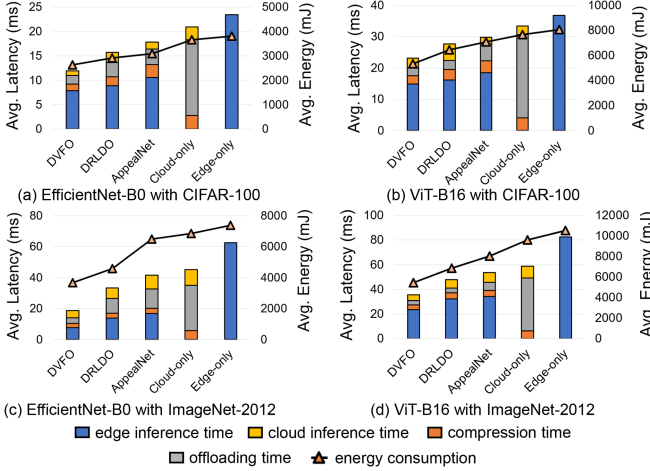 Avg. Latency (ms)
25
20
15
10
5
0
5000
4000
3000
2000
1000
0
Avg. Energy (mJ)
DVFO
DRLDO
AppealNet
Cloud-only
Edge-only
(a) EfficientNet-B0 with CIFAR-100
Avg. Latency (ms)
40
30
20
10
0
10000
8000
6000
4000
2000
0
Avg. Energy (mJ)
DVFO
DRLDO
AppealNet
Cloud-only
Edge-only
(b) ViT-B16 with CIFAR-100
Avg. Latency (ms)
80
60
40
20
0
8000
6000
4000
2000
0
Avg. Energy (mJ)
DVFO
DRLDO
AppealNet
Cloud-only
Edge-only
(c) EfficientNet-B0 with ImageNet-2012
Avg. Latency (ms)
100
80
60
40
20
0
12000
10000
8000
6000
4000
2000
0
Avg. Energy (mJ)
DVFO
DRLDO
AppealNet
Cloud-only
Edge-only
(d) ViT-B16 with ImageNet-2012
edge inference time
cloud inference time
compression time
offloading time
energy consumption